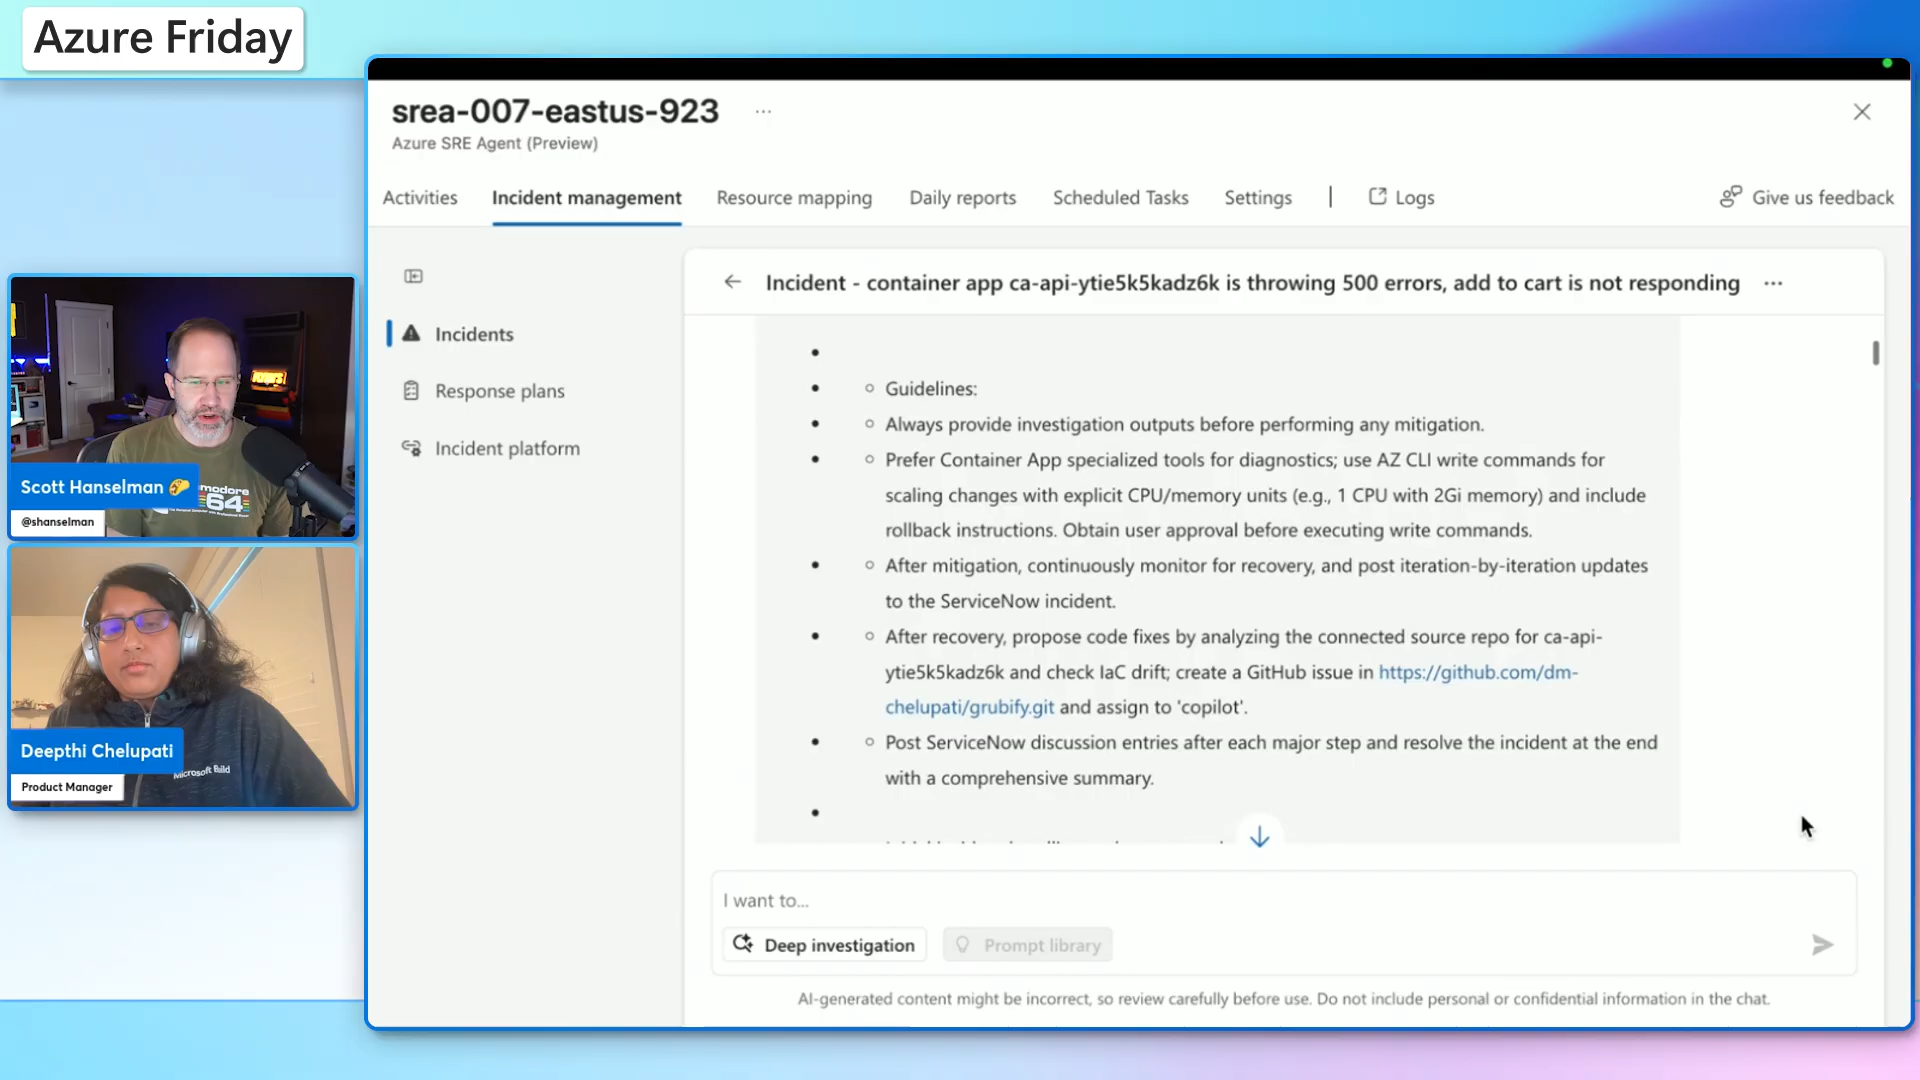 Azure Friday
srea-007-eastus-923
...
Azure SRE Agent (Preview)
Activities
Incident management
Resource mapping
Daily reports
Scheduled Tasks
Settings
Logs
Give us feedback
Incidents
Response plans
Incident platform
Incident - container app ca-api-ytie5k5kadz6k is throwing 500 errors, add to cart is not responding
...
Guidelines:
Always provide investigation outputs before performing any mitigation.
Prefer Container App specialized tools for diagnostics; use AZ CLI write commands for
scaling changes with explicit CPU/memory units (e.g., 1 CPU with 2Gi memory) and include
rollback instructions. Obtain user approval before executing write commands.
After mitigation, continuously monitor for recovery, and post iteration-by-iteration updates
to the ServiceNow incident.
After recovery, propose code fixes by analyzing the connected source repo for ca-api-
ytie5k5kadz6k and check IaC drift; create a GitHub issue in https://github.com/dm-
chelupati/grubify.git and assign to 'copilot'.
Post ServiceNow discussion entries after each major step and resolve the incident at the end
with a comprehensive summary.
I want to...
Deep investigation
Prompt library
AI-generated content might be incorrect, so review carefully before use. Do not include personal or confidential information in the chat.
Scott Hanselman 🌮
@shanselman
modore
64
Deepthi Chelupati
Product Manager
Microsoft Build